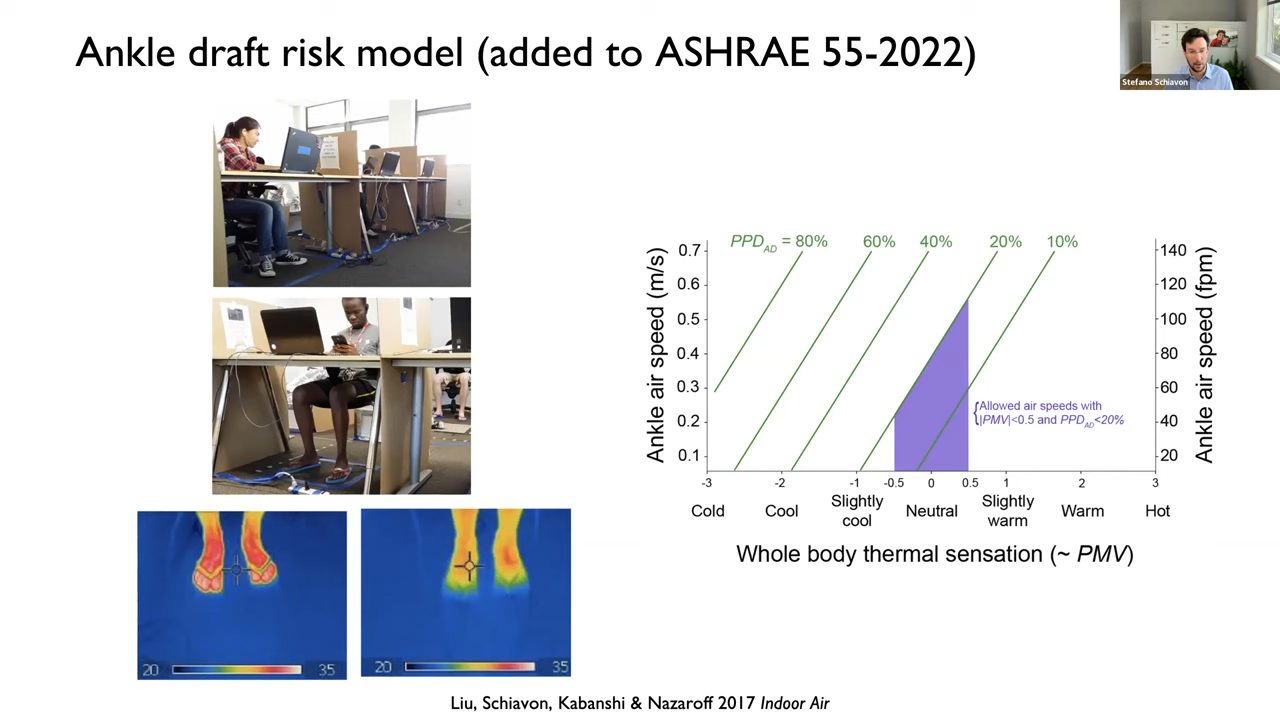 Ankle draft risk model (added to ASHRAE 55-2022)
Stefano Schiavon
PPD_AD = 80% 60% 40% 20% 10%
Ankle air speed (m/s)
0.7
0.6
0.5
0.4
0.3
0.2
0.1
140
120
100
80
60
40
20
Ankle air speed (fpm)
{Allowed air speeds with
|PMV|<0.5 and PPD_AD<20%
-3 -2 -1 -0.5 0 0.5 1 2 3
Cold Cool Slightly cool Neutral Slightly warm Warm Hot
Whole body thermal sensation (~ PMV)
20 35
20 35
Liu, Schiavon, Kabanshi & Nazaroff 2017 Indoor Air